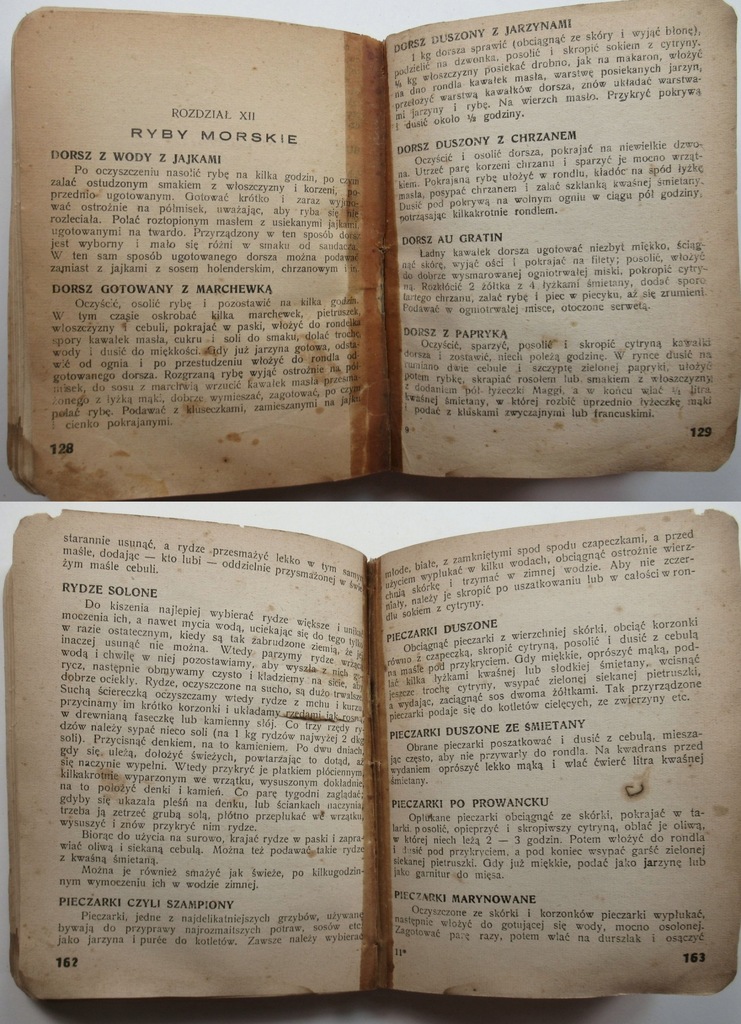 ROZDZIAŁ XII
RYBY MORSKIE
DORSZ Z WODY Z JAJKAMI
Po oczyszczeniu nasolić rybę na kilka godzin, po czym
zalać ostudzonym smakiem z włoszczyzny i korzeni,
przednio ugotowanym. Gotować krótko i zaraz
wać ostrożnie na półmisek, uważając, aby ryba się nie
rozleciała. Polać roztopionym masłem z usiekanymi jajkami
ugotowanymi na twardo. Przyrządzony w ten sposób dorsz
jest wyborny i mało się różni w smaku od sandacza.
W ten sam sposób ugotowanego dorsza można podawać
zamiast z jajkami z sosem holenderskim, chrzanowym i in.
DORSZ GOTOWANY Z MARCHEWKĄ
Oczyścić, osolić rybę i pozostawić na kilka godzin.
W tym czasie oskrobać kilka marchewek, pietruszek,
włoszczyzny i cebuli, pokrajać w paski, włożyć do rondelka
spory kawałek masła, cukru i soli do smaku, dolać trochę
wody i dusić do miękkości. Gdy już jarzyna gotowa, odsta-
wić od ognia i po przestudzeniu włożyć do rondla
gotowanego dorsza. Rozgrzaną rybę wyjąć ostrożnie na pół-
misek, do sosu z marchwią wrzucić kawałek masła przesma-
żonego z łyżką mąki, dobrze wymieszać, zagotować, po czym
polać rybę. Podawać z kluseczkami, zamieszanymi na jajku
i cienko pokrajanymi.
128
DORSZ DUSZONY Z JARZYNAMI
1 kg dorsza sprawić (obciągnąć ze skóry i wyjąć błonę),
podzielić na dzwonka, posolić i skropić sokiem z cytryny.
½ kg włoszczyzny posiekać drobno, jak na makaron, włożyć
na dno rondla kawałek masła, warstwę posiekanych jarzyn,
przełożyć warstwą kawałków dorsza, znów układać warstwa-
mi jarzyny i rybę. Na wierzch masło. Przykryć pokrywą
i dusić około ½ godziny.
DORSZ DUSZONY Z CHRZANEM
Oczyścić i osolić dorsza, pokrajać na niewielkie dzwo-
na. Utrzeć parę korzeni chrzanu i sparzyć je mocno wrząt-
kiem. Pokrajaną rybę ułożyć w rondlu, kładóc na spód łyżkę
masła, posypać chrzanem i zalać szklanką kwaśnej śmietany.
Dusić pod pokrywą na wolnym ogniu w ciągu pół godziny,
potrząsając kilkakrotnie rondlem.
DORSZ AU GRATIN
Ładny kawałek dorsza ugotować niezbyt miękko, ściąg-
nąć skórę, wyjąć ości i pokrajać na filety; posolić, włożyć
do dobrze wysmarowanej ogniotrwałej miski, pokropić cytry-
ną. Rozkłócić 2 żółtka z 4 łyżkami śmietany, dodać sporo
tartego chrzanu, zalać rybę i piec w piecyku, aż się zrumieni.
Podawać w ogniotrwałej misce, otoczone serwetą.
DORSZ Z PAPRYKĄ
Oczyścić, sparzyć, posolić i skropić cytryną kawałki
dorsza i zostawić, niech poleżą godzinę. W rynce dusić na
rumiano dwie cebule i szczyptę zielonej papryki, ułożyć
potem rybkę, skrapiać rosołem lub smakiem z włoszczyzny,
z dodaniem pół łyżeczki Maggi, a w końcu wlać ¼ litra
kwaśnej śmietany, w której rozbić uprzednio łyżeczkę mąki
i podać z kluskami zwyczajnymi lub francuskimi.
9
129
starannie usunąć, a rydze przesmażyć lekko w tym samym
maśle, dodając — kto lubi — oddzielnie przysmażonej w świe-
żym maśle cebuli.
RYDZE SOLONE
Do kiszenia najlepiej wybierać rydze większe i unikać
moczenia ich, a nawet mycia wodą, uciekając się do tego tylko
w razie ostatecznym, kiedy są tak zabrudzone ziemią, że jej
inaczej usunąć nie można. Wtedy parzymy rydze wrzącą
wodą i chwilę w niej pozostawiamy, aby wyszła z nich
rycz, następnie obmywamy czysto i kładziemy na sicie, aby
dobrze ociekły. Rydze, oczyszczone na sucho, są dużo trwalsze.
Suchą ściereczką oczyszczamy wtedy rydze z mchu i kurzu,
przycinamy im krótko korzonki i układamy rzędami jak rosną,
w drewnianą faseczkę lub kamienny słój. Co trzy rzędy ry-
dzów należy sypać nieco soli (na 1 kg rydzów najwyżej 2 dkg
soli). Przycisnąć denkiem, na to kamieniem. Po dwu dniach,
gdy się uleżą, dołożyć świeżych, powtarzając to dotąd, aż
się naczynie wypełni. Wtedy przykryć je płatkiem płóciennym,
kilkakrotnie wyparzonym we wrzątku, wysuszonym dokładnie,
na to położyć denki i kamień. Co parę tygodni zaglądać,
gdyby się ukazała pleśń na denku, lub ściankach naczynia,
trzeba ją zetrzeć grubą solą, płótno przepłukać we wrzątku,
wysuszyć i znów przykryć nim rydze.
Biorąc do użycia na surowo, krajać rydze w paski i zapra-
wiać oliwą i siekaną cebulą. Można też podawać takie rydze
z kwaśną śmietaną.
Można je również smażyć jak świeże, po kilkugodzin-
nym wymoczeniu ich w wodzie zimnej.
PIECZARKI CZYLI SZAMPIONY
Pieczarki, jedne z najdelikatniejszych grzybów, używane
bywają do przyprawy najrozmaitszych potraw, sosów etc.
jako jarzyna i purée do kotletów. Zawsze należy wybierać
162
młode, białe, z zamkniętymi spod spodu czapeczkami, a przed
użyciem wypłukać w kilku wodach, obciągnąć ostrożnie wierz-
chnią skórkę i trzymać w zimnej wodzie. Aby nie zczer-
niały, należy je skropić po uszatkowaniu lub w całości w ron-
dlu sokiem z cytryny.
PIECZARKI DUSZONE
Obciągnąć pieczarki z wierzchniej skórki, obciąć korzonki
równo z czapeczką, skropić cytryną, posolić i dusić z cebulą
na maśle pod przykryciem. Gdy miękkie, oprószyć mąką, pod-
lać kilka łyżkami kwaśnej lub słodkiej śmietany, wcisnąć
jeszcze trochę cytryny, wsypać zielonej siekanej pietruszki,
a wydając, zaciągnąć sos dwoma żółtkami. Tak przyrządzone
pieczarki podaje się do kotletów cielęcych, ze zwierzyny etc.
PIECZARKI DUSZONE ZE ŚMIETANY
Obrane pieczarki poszatkować i dusić z cebulą, miesza-
jąc często, aby nie przywarły do rondla. Na kwadrans przed
wydaniem oprószyć lekko mąką i wlać ćwierć litra kwaśnej
śmietany.
PIECZARKI PO PROWANCKU
Opłukane pieczarki obciągnąć ze skórki, pokrajać w ta-
larki, posolić, opieprzyć i skropiwszy cytryną, oblać je oliwą,
w której niech leżą 2 — 3 godzin. Potem włożyć do rondla
i dusić pod przykryciem, a pod koniec wsypać garść zielonej
siekanej pietruszki. Gdy już miękkie, podać jako jarzynę lub
jako garnitur do mięsa.
PIECZARKI MARYNOWANE
Oczyszczone ze skórki i korzonków pieczarki wypłukać,
następnie włożyć do gotującej się wody, mocno osolonej.
Zagotować parę razy, potem wlać na durszlak i osączyć
11*
163